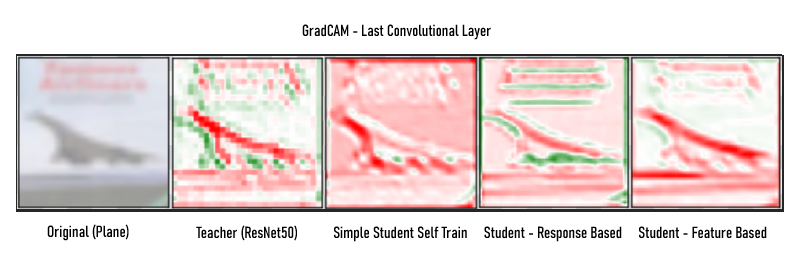 GradCAM - Last Convolutional Layer
Original (Plane)
Teacher (ResNet50)
Simple Student Self Train
Student - Response Based
Student - Feature Based